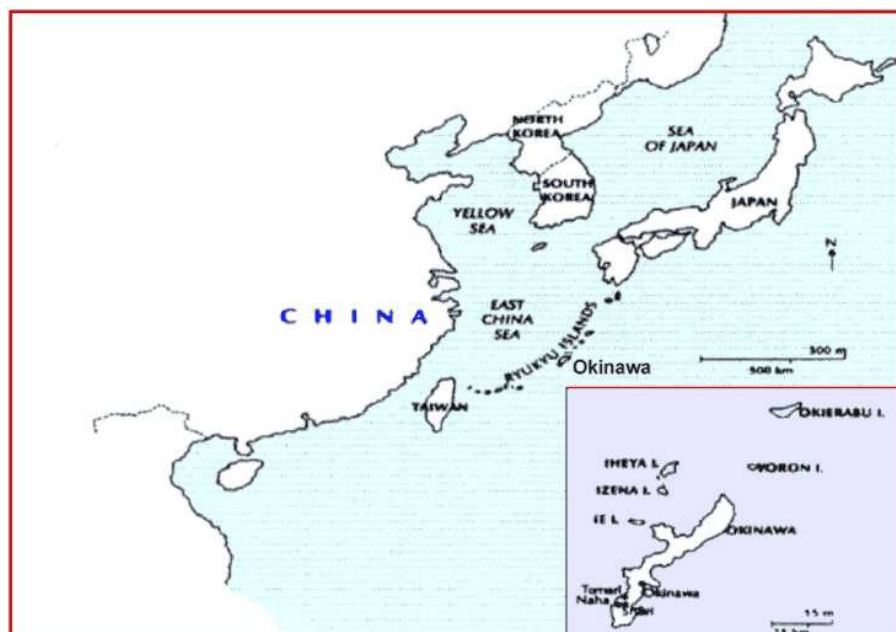 NORTH
KOREA
SEA
OF JAPAN
SOUTH
KOREA
JAPAN
YELLOW
SEA
N
CHINA
EAST
CHINA
SEA
RYUKYU ISLANDS
Okinawa
500 m
500 km
TAIWAN
OKIERABU I.
IHEYA I.
YORON I.
IZENA I.
IE I.
OKINAWA
Tomari
Okinawa
Naha
Shuri
15 m